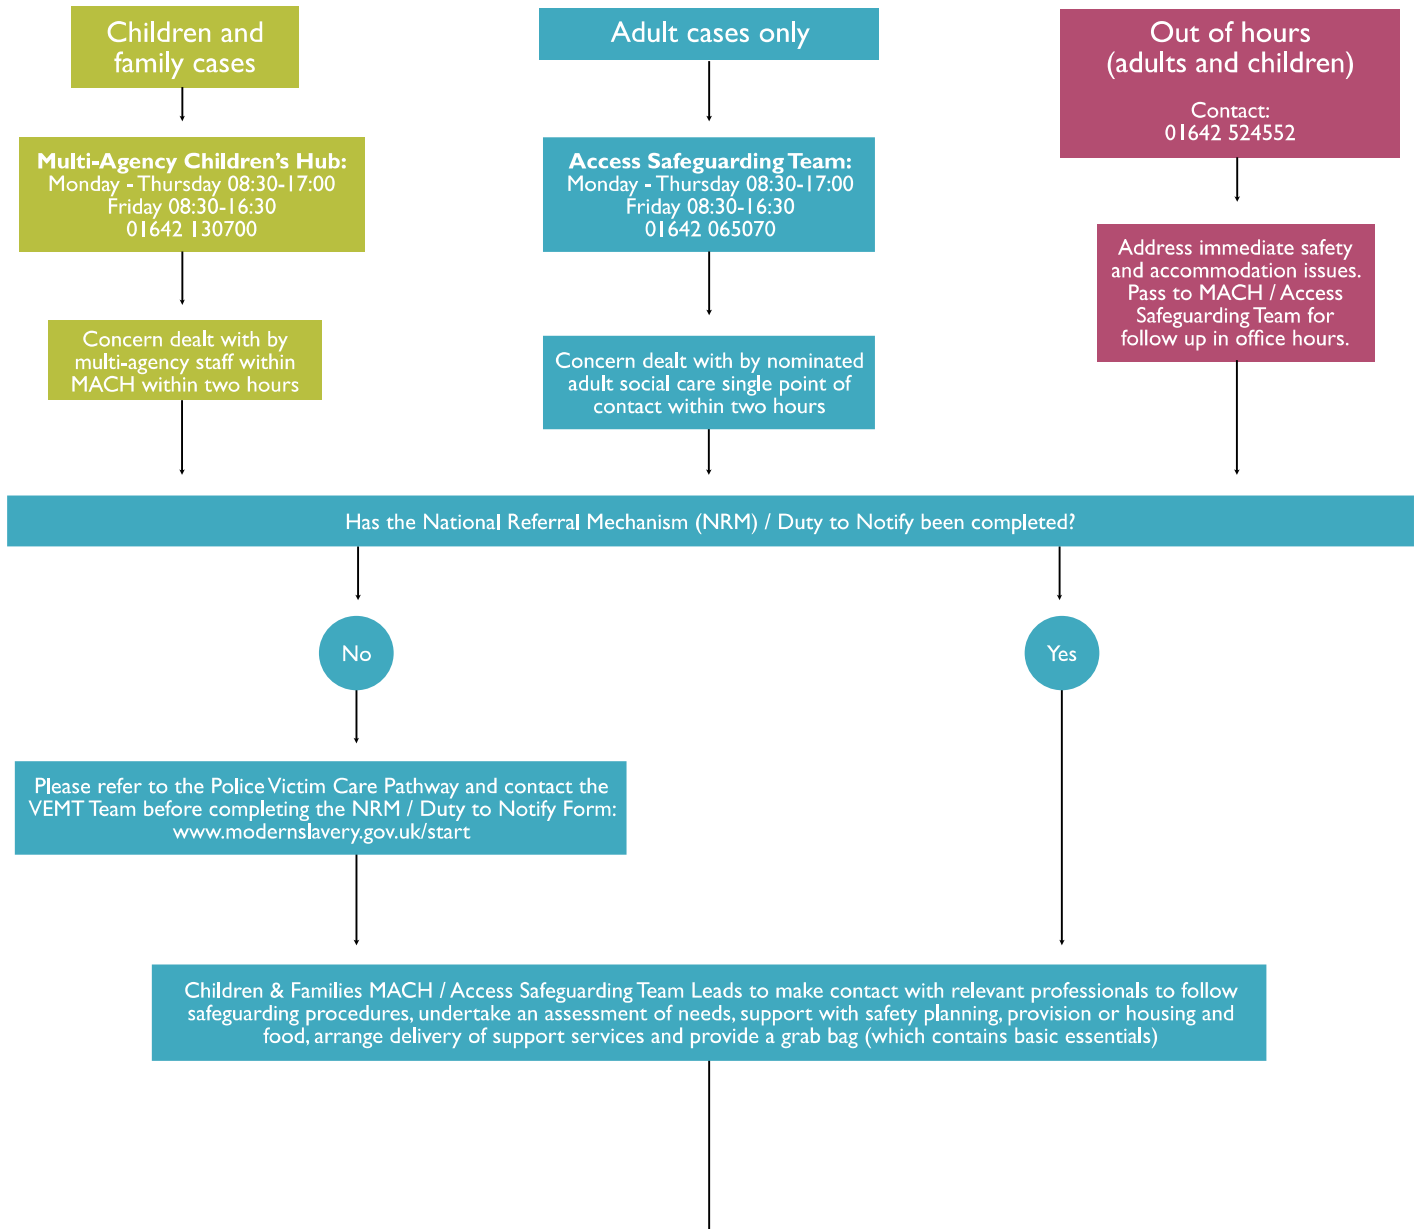 Children and
family cases
Multi-Agency Children's Hub:
Monday - Thursday 08:30-17:00
Friday 08:30-16:30
01642 130700
Concern dealt with by
multi-agency staff within
MACH within two hours
Adult cases only
Access Safeguarding Team:
Monday - Thursday 08:30-17:00
Friday 08:30-16:30
01642 065070
Concern dealt with by nominated
adult social care single point of
contact within two hours
Out of hours
(adults and children)
Contact:
01642 524552
Address immediate safety
and accommodation issues.
Pass to MACH / Access
Safeguarding Team for
follow up in office hours.
Has the National Referral Mechanism (NRM) / Duty to Notify been completed?
No
Yes
Please refer to the Police Victim Care Pathway and contact the
VEMT Team before completing the NRM / Duty to Notify Form:
www.modernslavery.gov.uk/start
Children & Families MACH / Access Safeguarding Team Leads to make contact with relevant professionals to follow
safeguarding procedures, undertake an assessment of needs, support with safety planning, provision or housing and
food, arrange delivery of support services and provide a grab bag (which contains basic essentials)